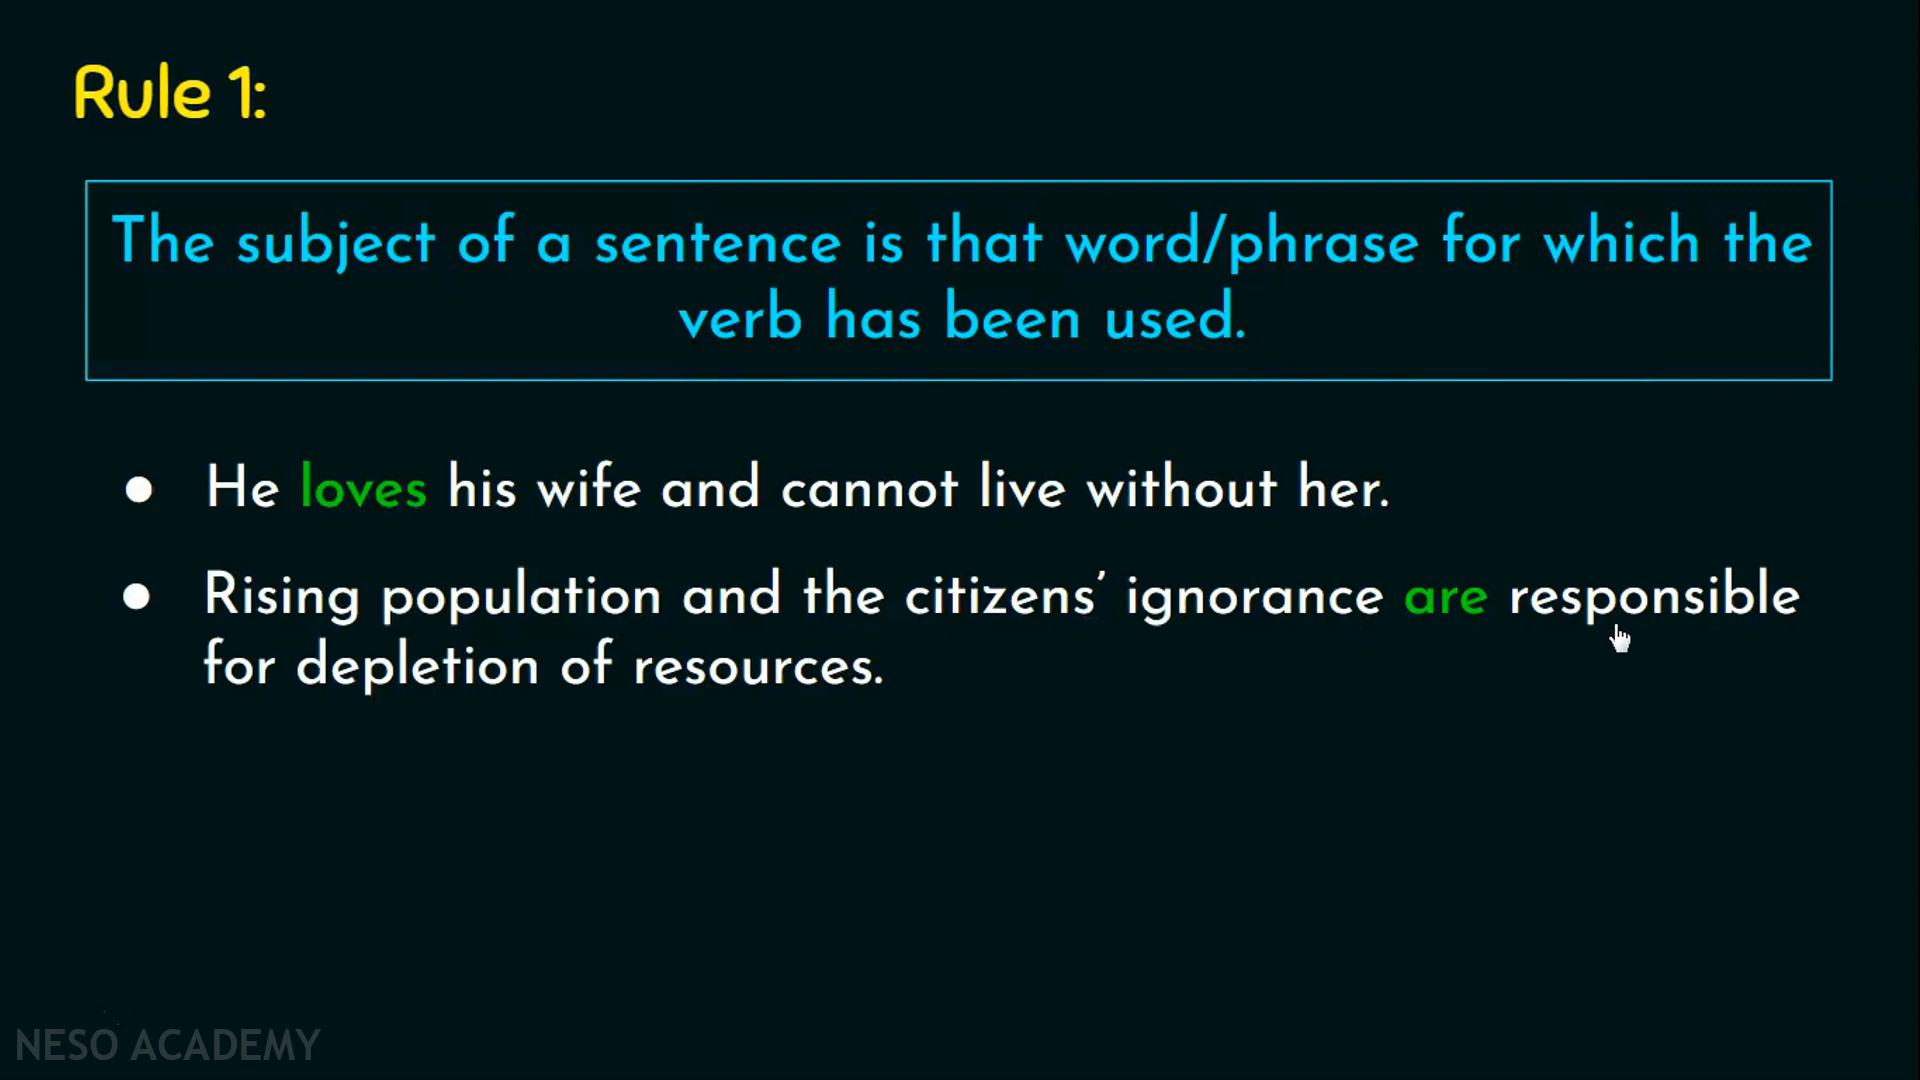 Rule 1:
The subject of a sentence is that word/phrase for which the
verb has been used.
● He loves his wife and cannot live without her.
● Rising population and the citizens’ ignorance are responsible
for depletion of resources.
NESO ACADEMY